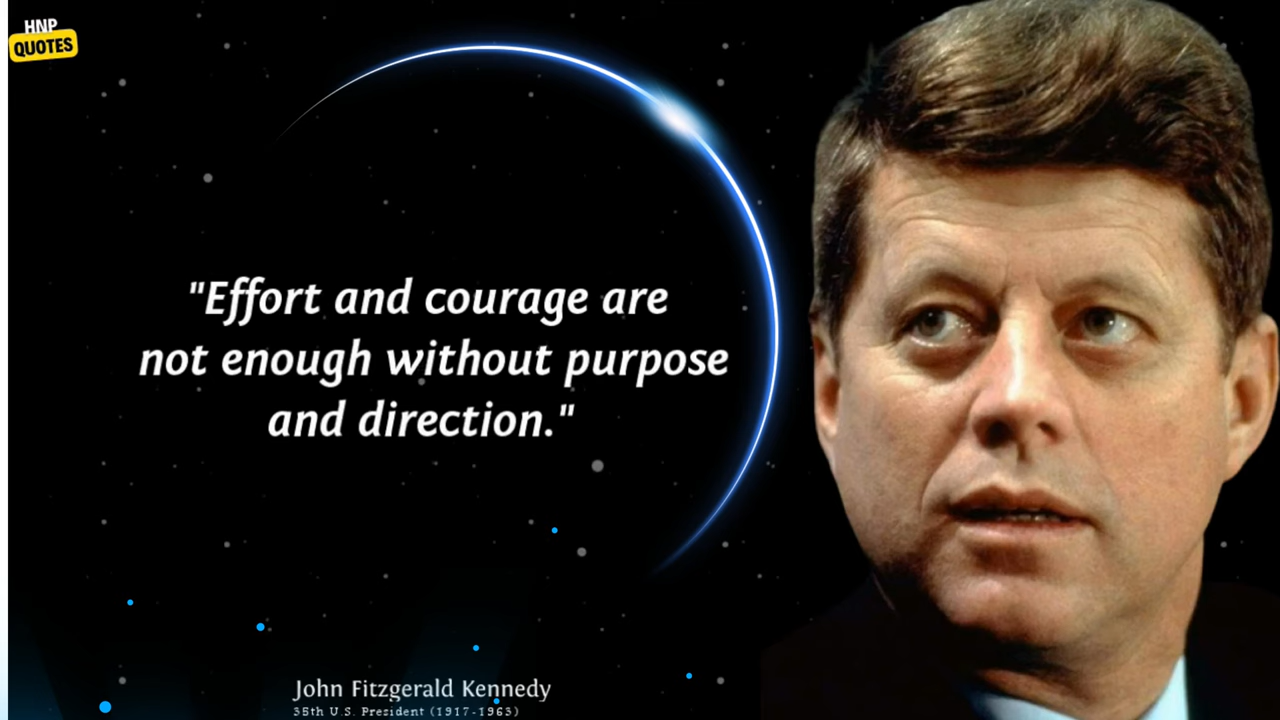 HNP
QUOTES
"Effort and courage are
not enough without purpose
and direction."
John Fitzgerald Kennedy
35th U.S. President (1917-1963)